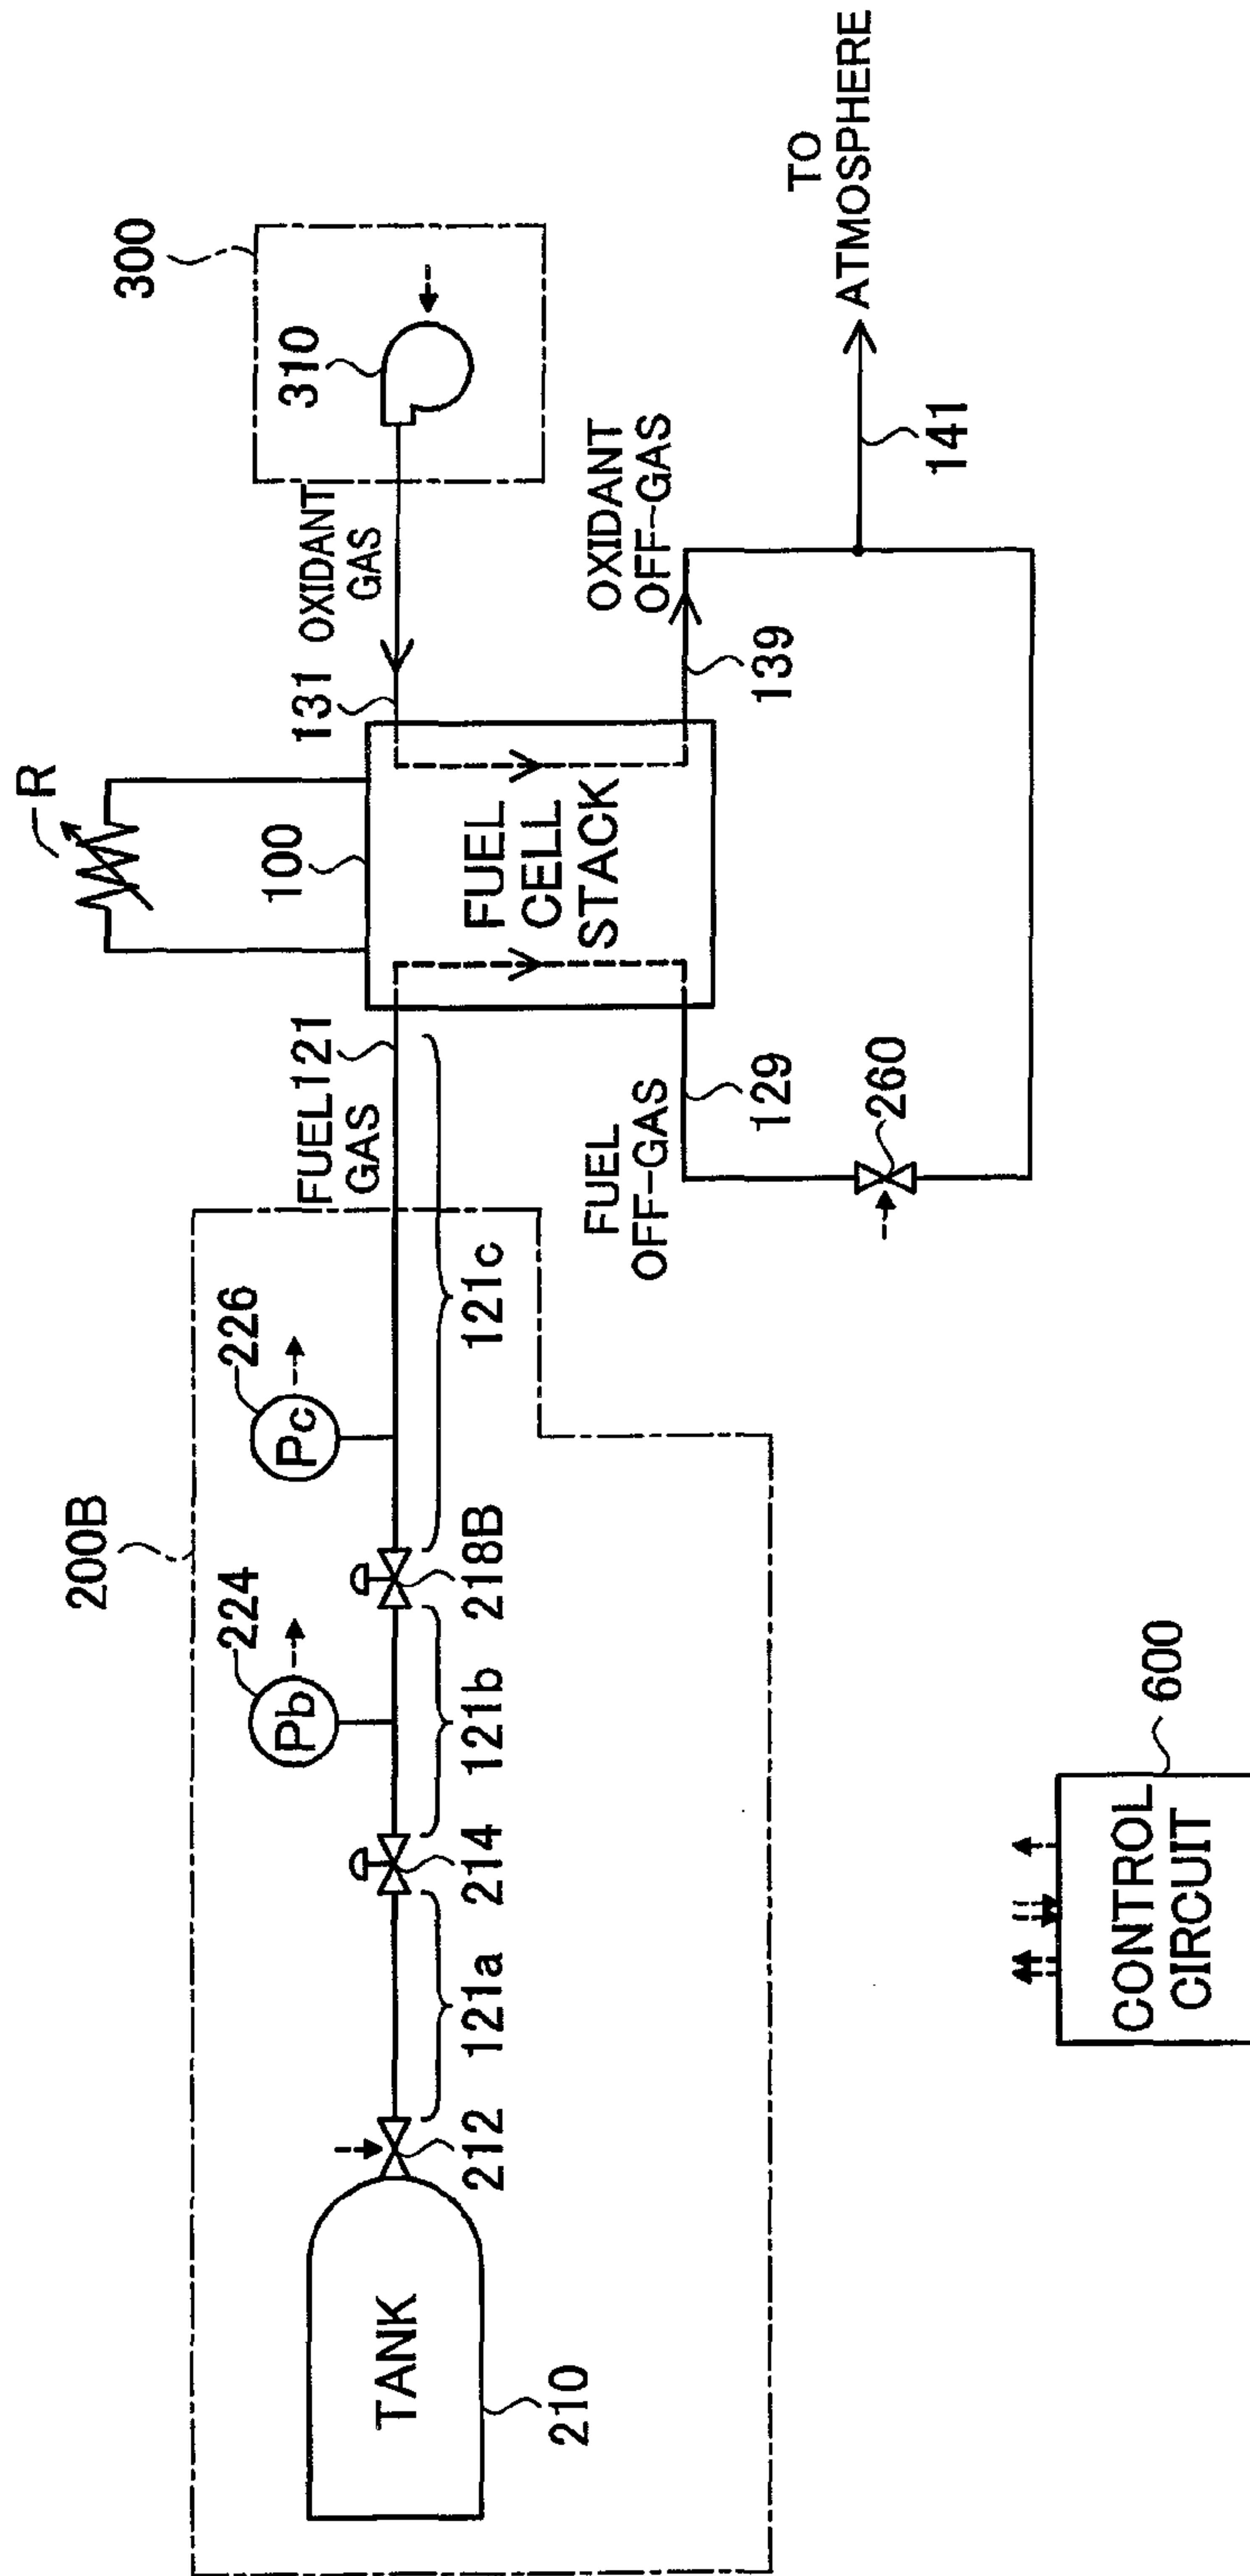 200B
TANK
210
212
121a
214
121b
218B
121c
224
Pb
226
Pc
FUEL
GAS
121
R
100
FUEL
CELL
STACK
131
OXIDANT
GAS
300
310
FUEL
OFF-GAS
129
260
OXIDANT
OFF-GAS
139
141
TO
ATMOSPHERE
CONTROL
CIRCUIT
600